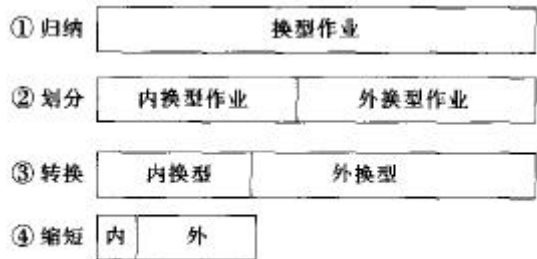 ① 归纳 换型作业
② 划分 内换型作业 外换型作业
③ 转换 内换型 外换型
④ 缩短 内 外